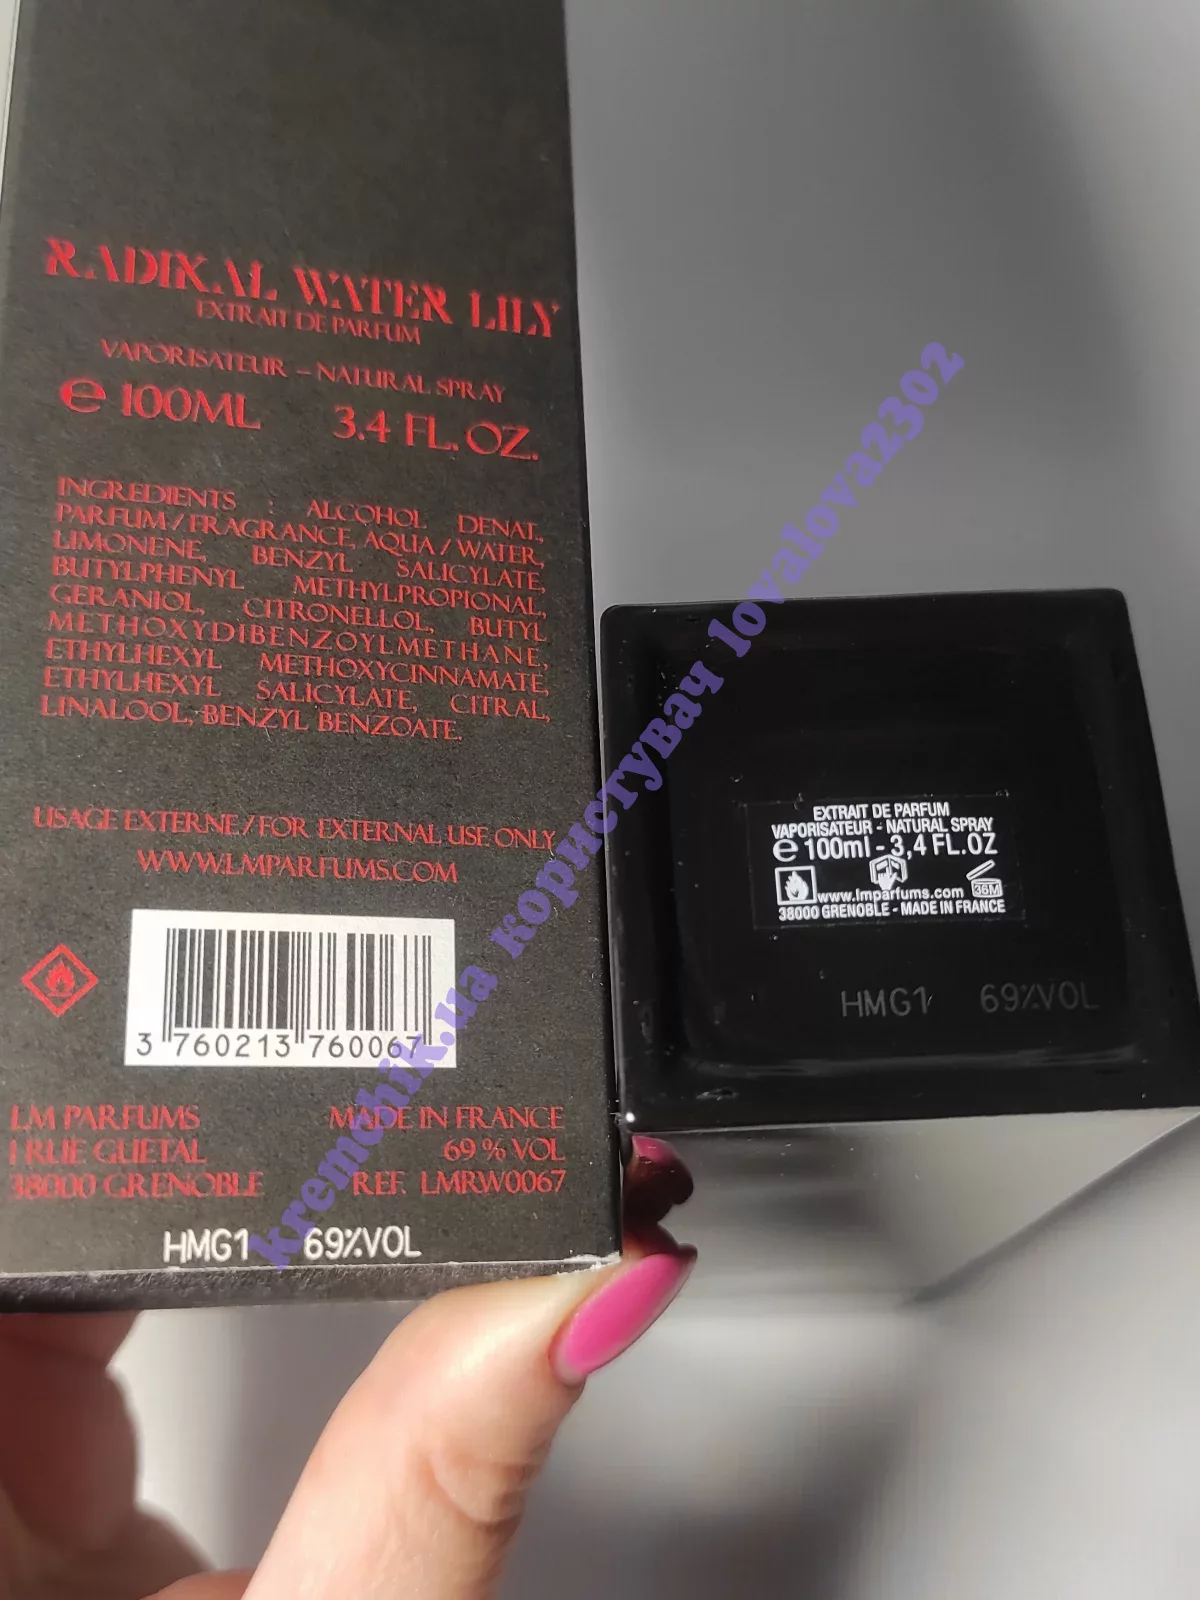 RADIKAL WATER LILY
EXTRAIT DE PARFUM
VAPORISATEUR – NATURAL SPRAY
℮ 100ML 3.4 FL. OZ.
INGREDIENTS : ALCOHOL DENAT.,
PARFUM / FRAGRANCE, AQUA / WATER,
LIMONENE, BENZYL SALICYLATE,
BUTYLPHENYL METHYLPROPIONAL,
GERANIOL, CITRONELLOL, BUTYL
METHOXYDIBENZOYLMETHANE,
ETHYLHEXYL METHOXYCINNAMATE,
ETHYLHEXYL SALICYLATE, CITRAL,
LINALOOL, BENZYL BENZOATE.
USAGE EXTERNE / FOR EXTERNAL USE ONLY
WWW.LMPARFUMS.COM
3 760213 760067
LM PARFUMS MADE IN FRANCE
1 RUE GUETAL 69 % VOL
38000 GRENOBLE REF. LMRW0067
HMG1 69%VOL
EXTRAIT DE PARFUM
VAPORISATEUR - NATURAL SPRAY
℮ 100ml - 3,4 FL.OZ
www.lmparfums.com 36M
38000 GRENOBLE - MADE IN FRANCE
HMG1 69%VOL
kremchik.ua користувач lovalova2302